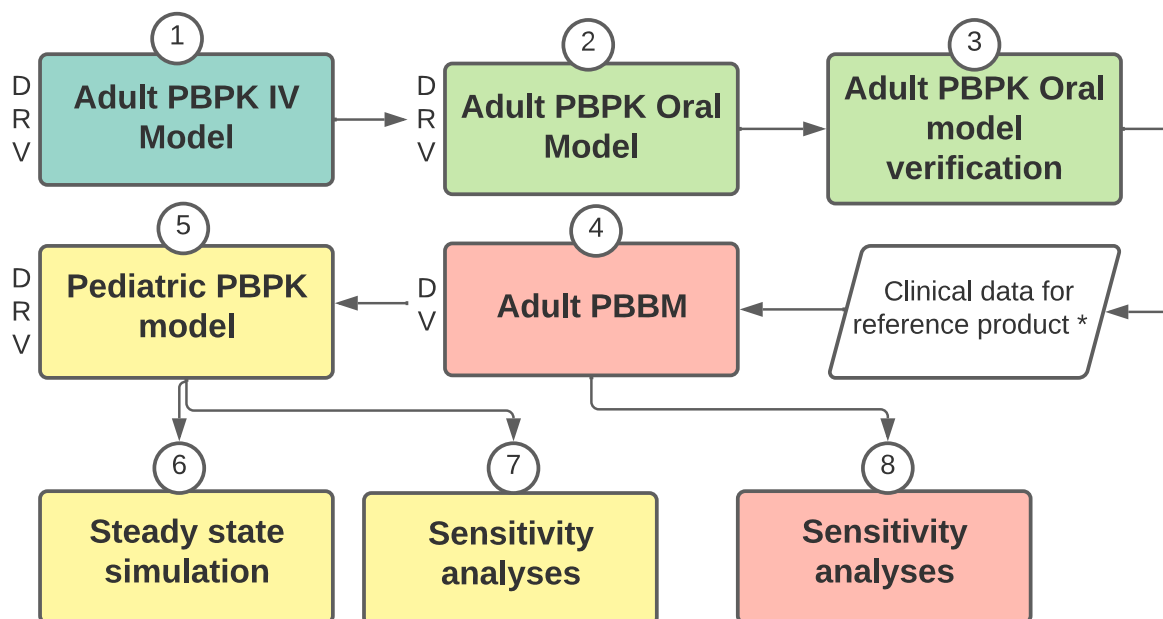 1
D
R
V
Adult PBPK IV
Model
2
D
R
V
Adult PBPK Oral
Model
3
Adult PBPK Oral
model
verification
5
D
R
V
Pediatric PBPK
model
4
D
V
Adult PBBM
Clinical data for
reference product *
6
Steady state
simulation
7
Sensitivity
analyses
8
Sensitivity
analyses